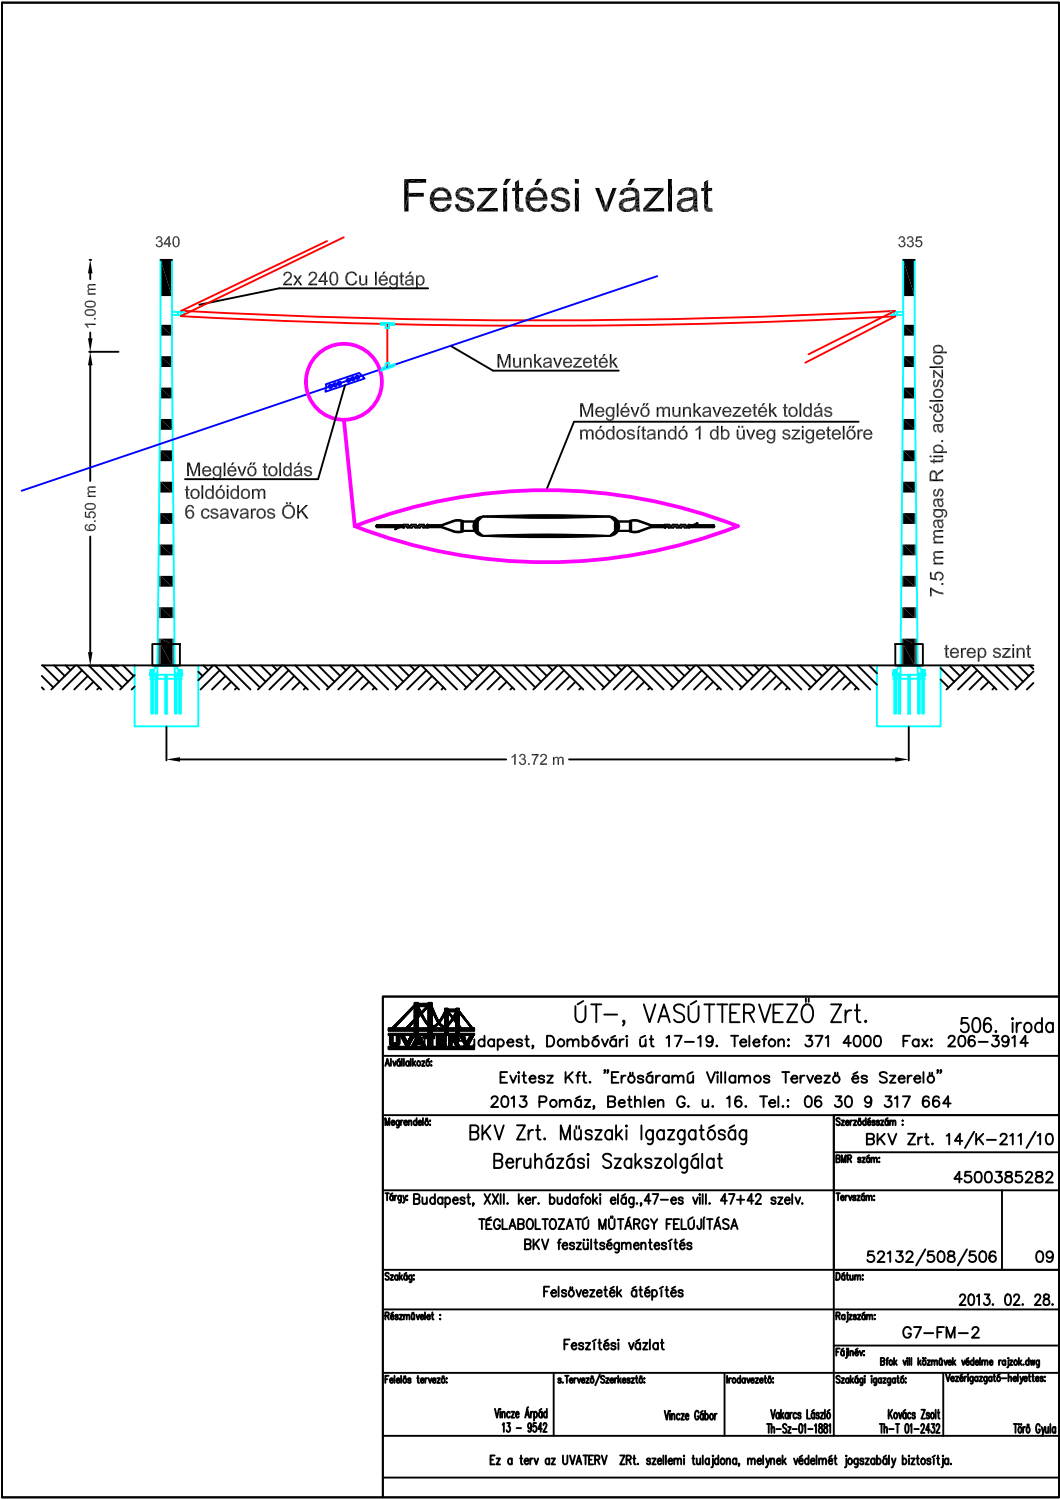 Feszítési vázlat
340
335
2x 240 Cu légtáp
1.00 m
Munkavezeték
Meglévő munkavezeték toldás
módosítandó 1 db üveg szigetelőre
7.5 m magas R tip. acéloszlop
Meglévő toldás
toldóidom
6 csavaros ÖK
6.50 m
terep szint
13.72 m
ÚT-, VASÚTTERVEZŐ Zrt.
506. iroda
UVATERV
dapest, Dombóvári út 17-19. Telefon: 371 4000 Fax: 206-3914
Alvállalkozó:
Evitesz Kft. "Erősáramú Villamos Tervező és Szerelő"
2013 Pomáz, Bethlen G. u. 16. Tel.: 06 30 9 317 664
Megrendelő:
BKV Zrt. Műszaki Igazgatóság
Beruházási Szakszolgálat
Szerződésszám :
BKV Zrt. 14/K-211/10
BMR szám:
4500385282
Tárgy: Budapest, XXII. ker. budafoki elág.,47-es vill. 47+42 szelv.
TÉGLABOLTOZATÚ MŰTÁRGY FELÚJÍTÁSA
BKV feszültségmentesítés
Tervszám:
52132/508/506 09
Szakág:
Felsővezeték átépítés
Dátum:
2013. 02. 28.
Részművelet :
Feszítési vázlat
Rajzszám:
G7-FM-2
Fájlnév:
Bfok vill közművek védelme rajzok.dwg
Felelős tervező:
Vincze Árpád
13 - 9542
s.Tervező/Szerkesztő:
Vincze Gábor
Irodavezető:
Vakarcs László
Th-Sz-01-1881
Szakági igazgató:
Kovács Zsolt
Th-T 01-2432
Vezérigazgató-helyettes:
Törő Gyula
Ez a terv az UVATERV ZRt. szellemi tulajdona, melynek védelmét jogszabály biztosítja.